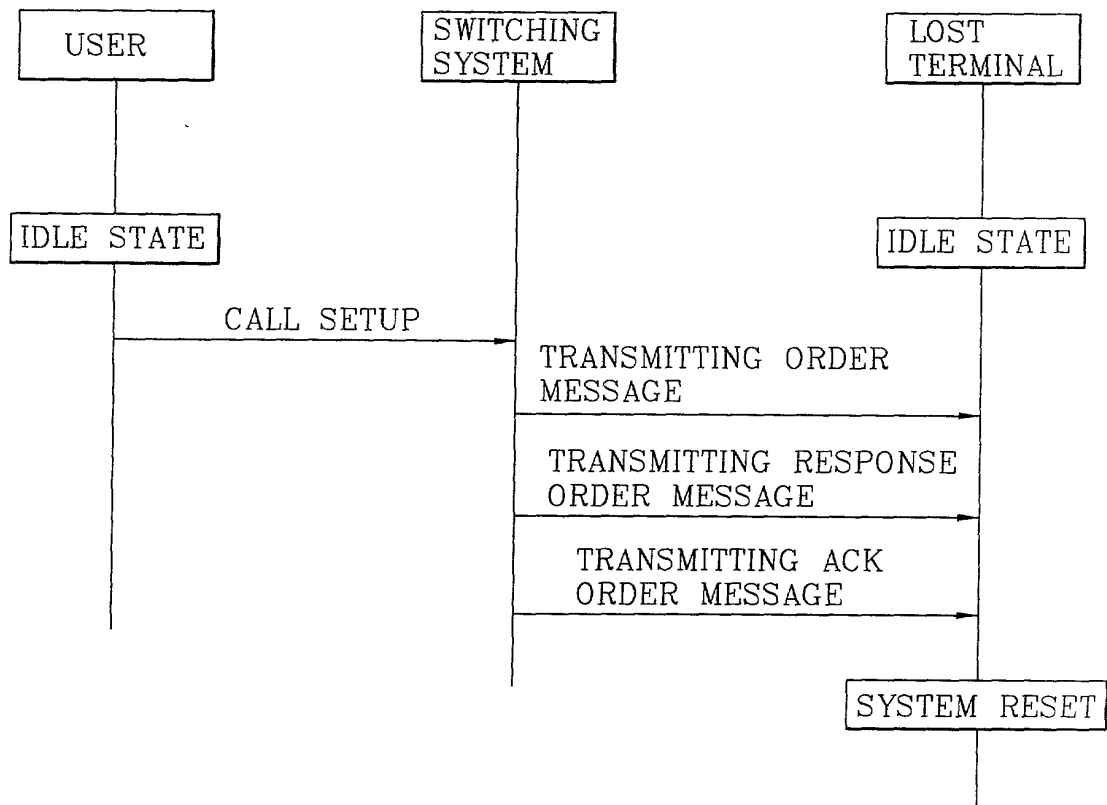 USER
SWITCHING
SYSTEM
LOST
TERMINAL
IDLE STATE
IDLE STATE
CALL SETUP
TRANSMITTING ORDER
MESSAGE
TRANSMITTING RESPONSE
ORDER MESSAGE
TRANSMITTING ACK
ORDER MESSAGE
SYSTEM RESET